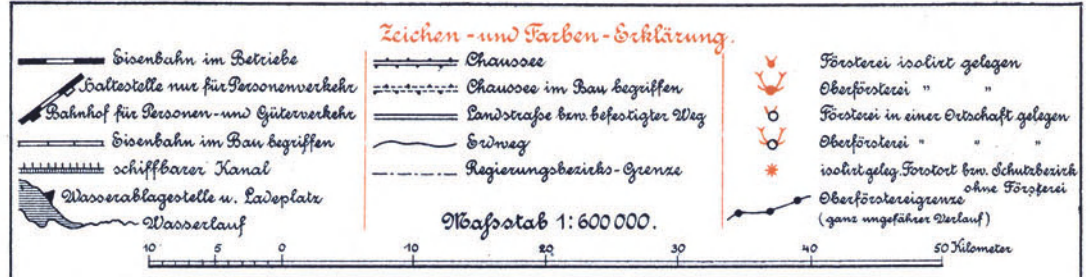 Zeichen-und Farben-Erklärung.
Eisenbahn im Betriebe
Haltestelle nur für Personenverkehr
Bahnhof für Personen-und Güterverkehr
Eisenbahn im Bau begriffen
schiffbarer Kanal
Wasserablagestelle u. Ladeplatz
Wasserlauf
Chaussee
Chaussee im Bau begriffen
Landstraße bzw. befestigter Weg
Erdweg
Regierungsbezirks-Grenze
Maßstab 1:600 000.
Försterei isolirt gelegen
Oberförsterei " "
Försterei in einer Ortschaft gelegen
Oberförsterei " " "
isolirt geleg. Forstort bzw. Schutzbezirk
ohne Försterei
Oberförstereigrenze
(ganz ungefährer Verlauf)
10 0 10 20 30 40 50 Kilometer